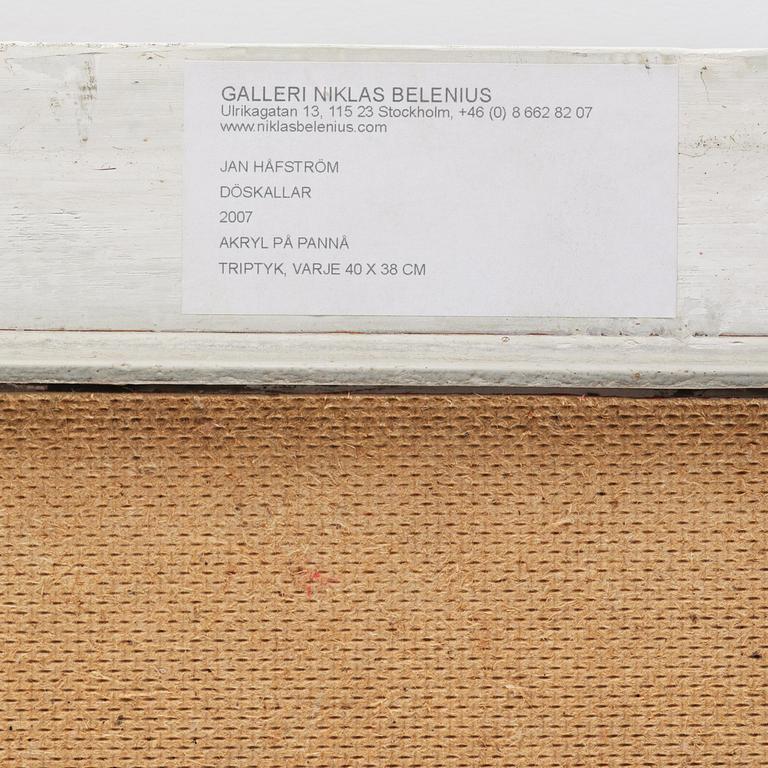 GALLERI NIKLAS BELENIUS
Ulrikagatan 13, 115 23 Stockholm, +46 (0) 8 662 82 07
www.niklasbelenius.com
JAN HÅFSTRÖM
DÖSKALLAR
2007
AKRYL PÅ PANNÅ
TRIPTYK, VARJE 40 X 38 CM